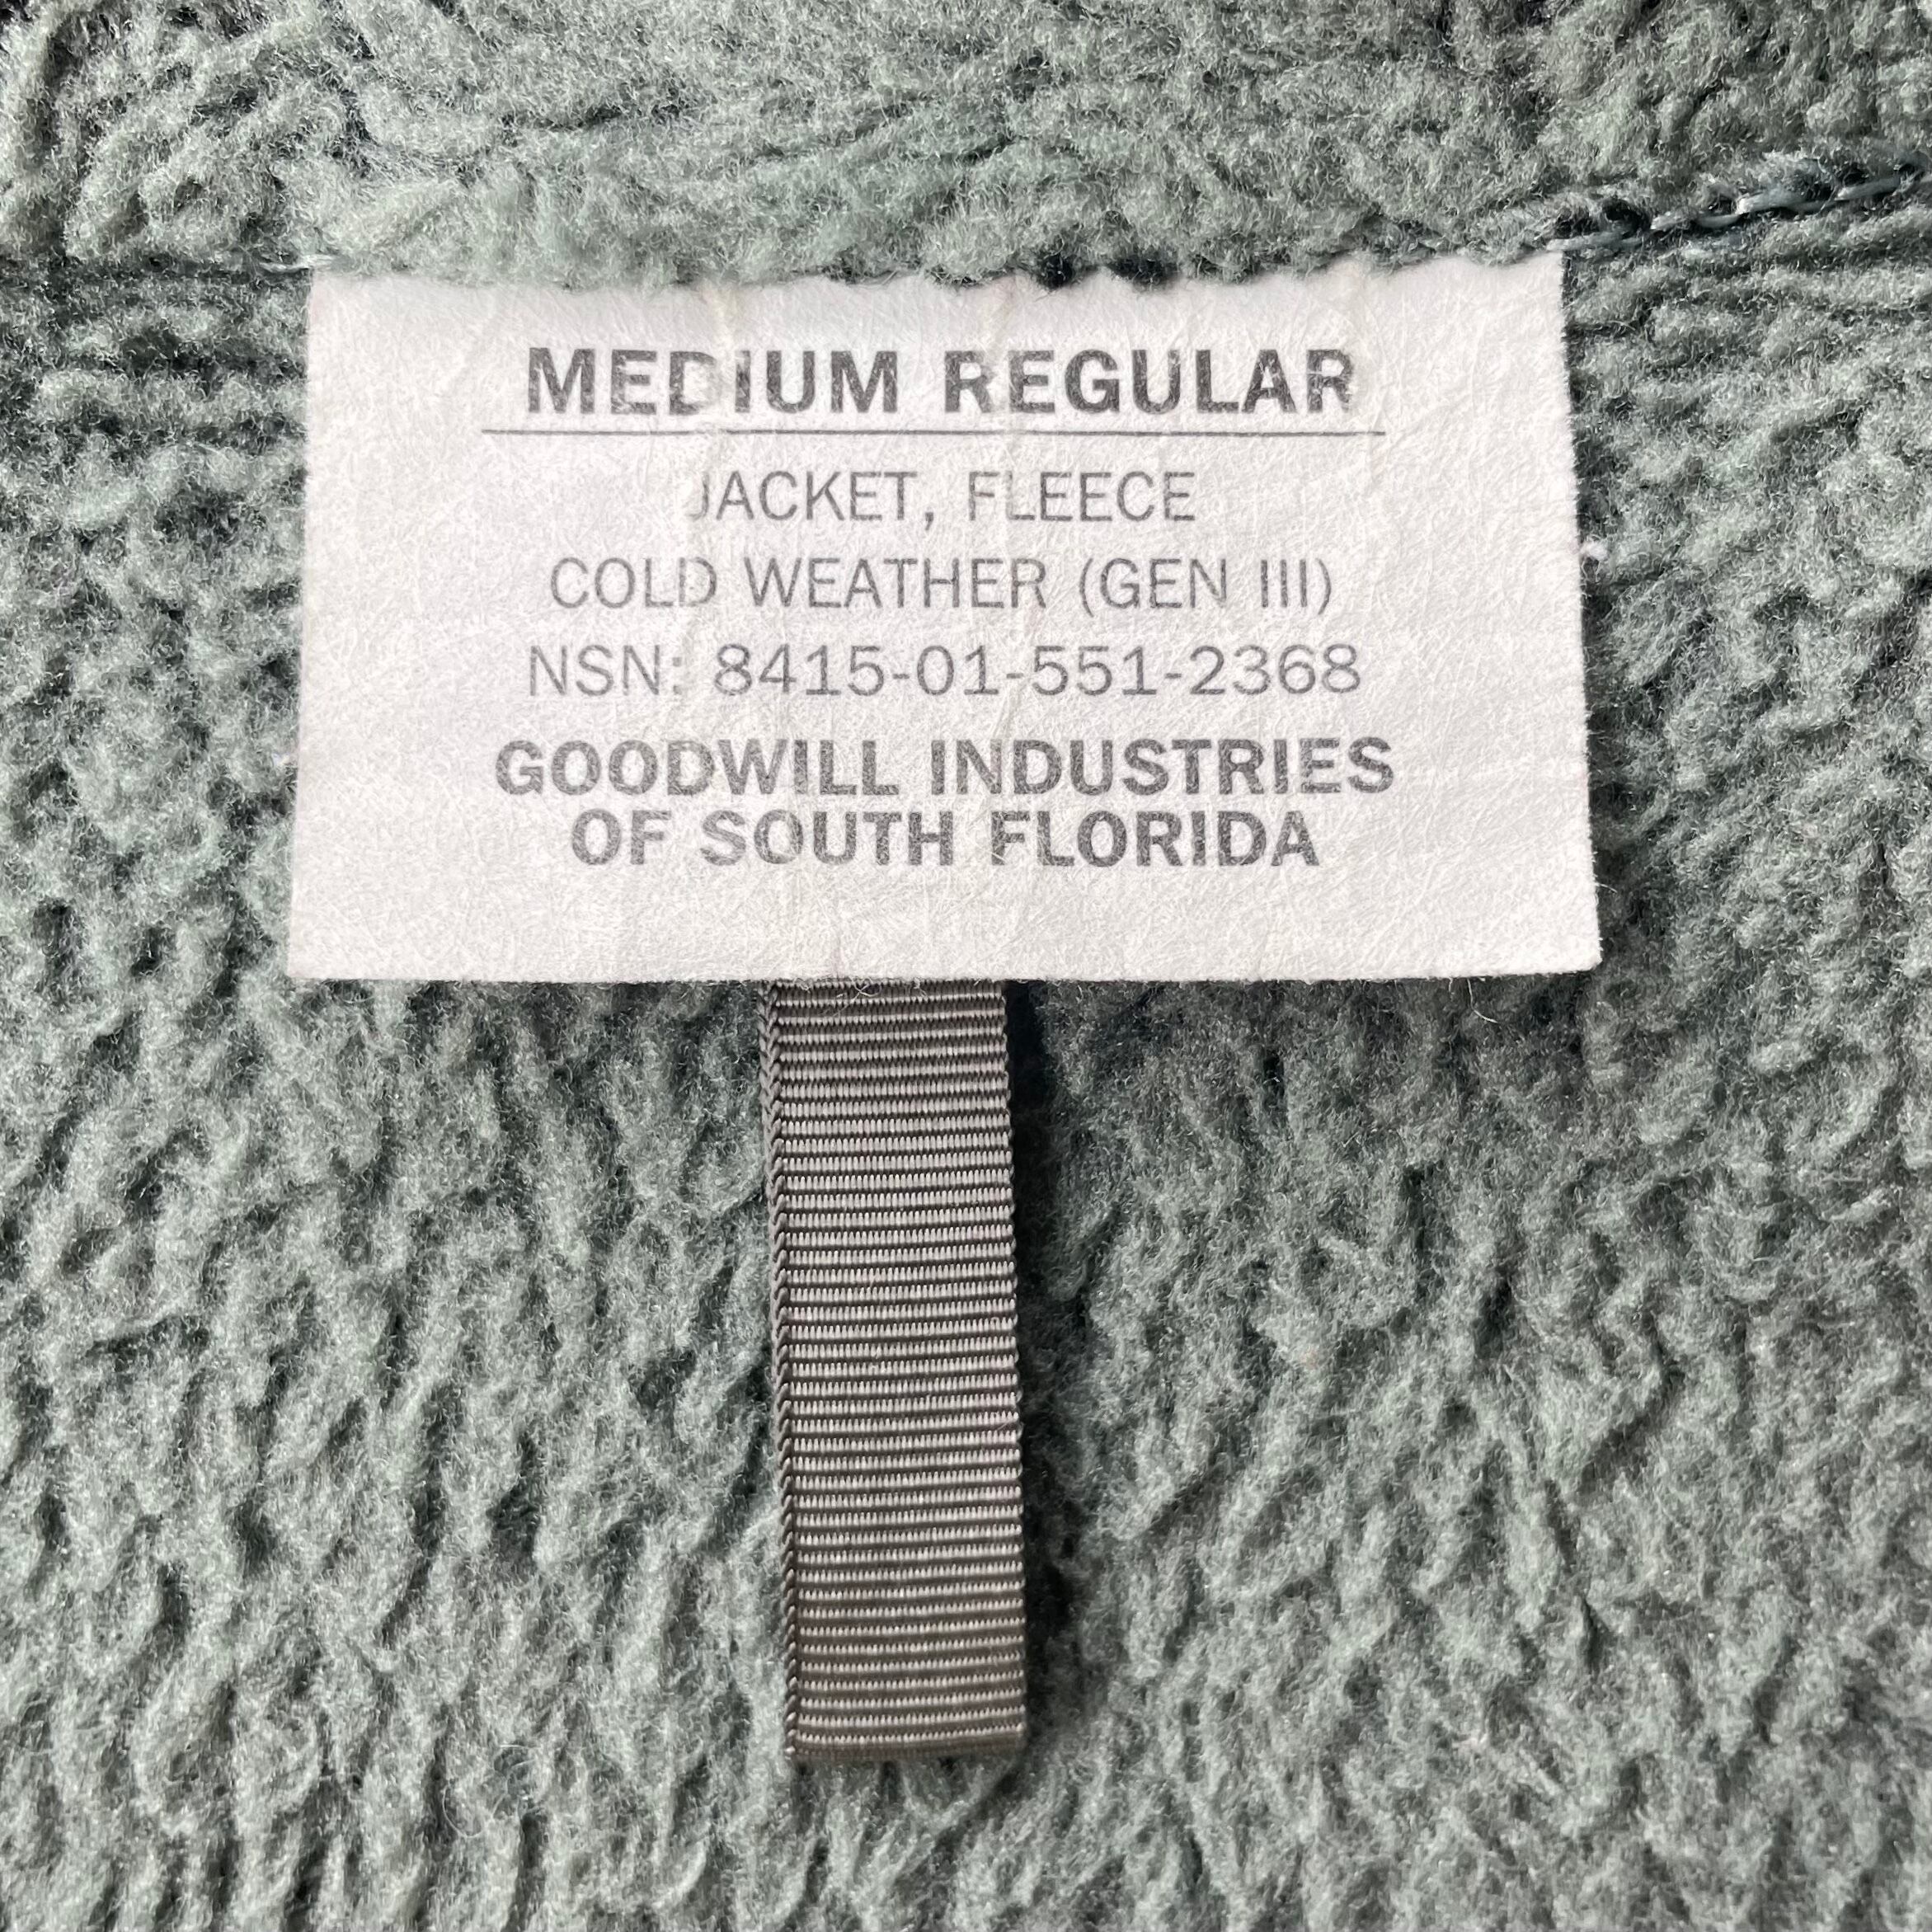 MEDIUM REGULAR
JACKET, FLEECE
COLD WEATHER (GEN III)
NSN: 8415-01-551-2368
GOODWILL INDUSTRIES
OF SOUTH FLORIDA